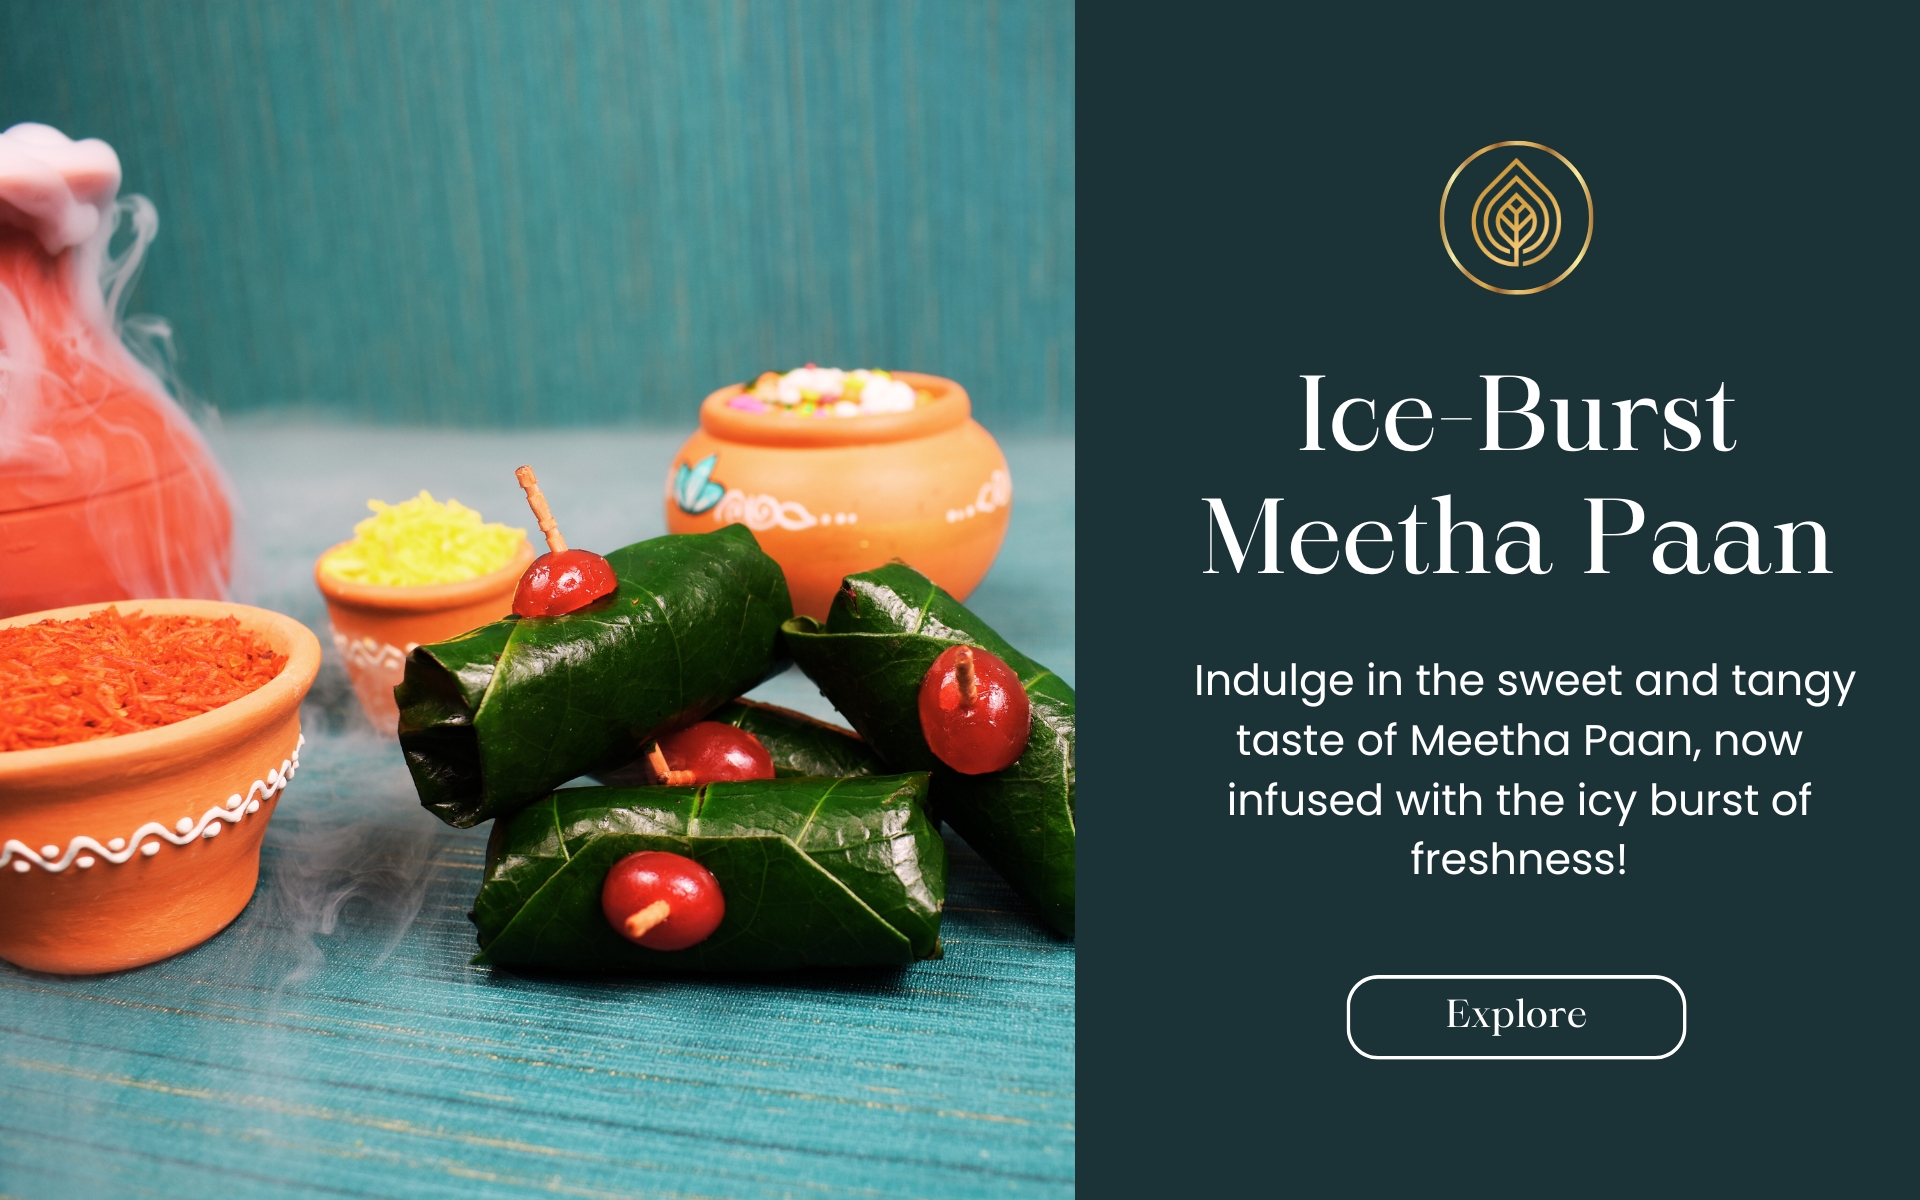 Ice-Burst
Meetha Paan
Indulge in the sweet and tangy
taste of Meetha Paan, now
infused with the icy burst of
freshness!
Explore